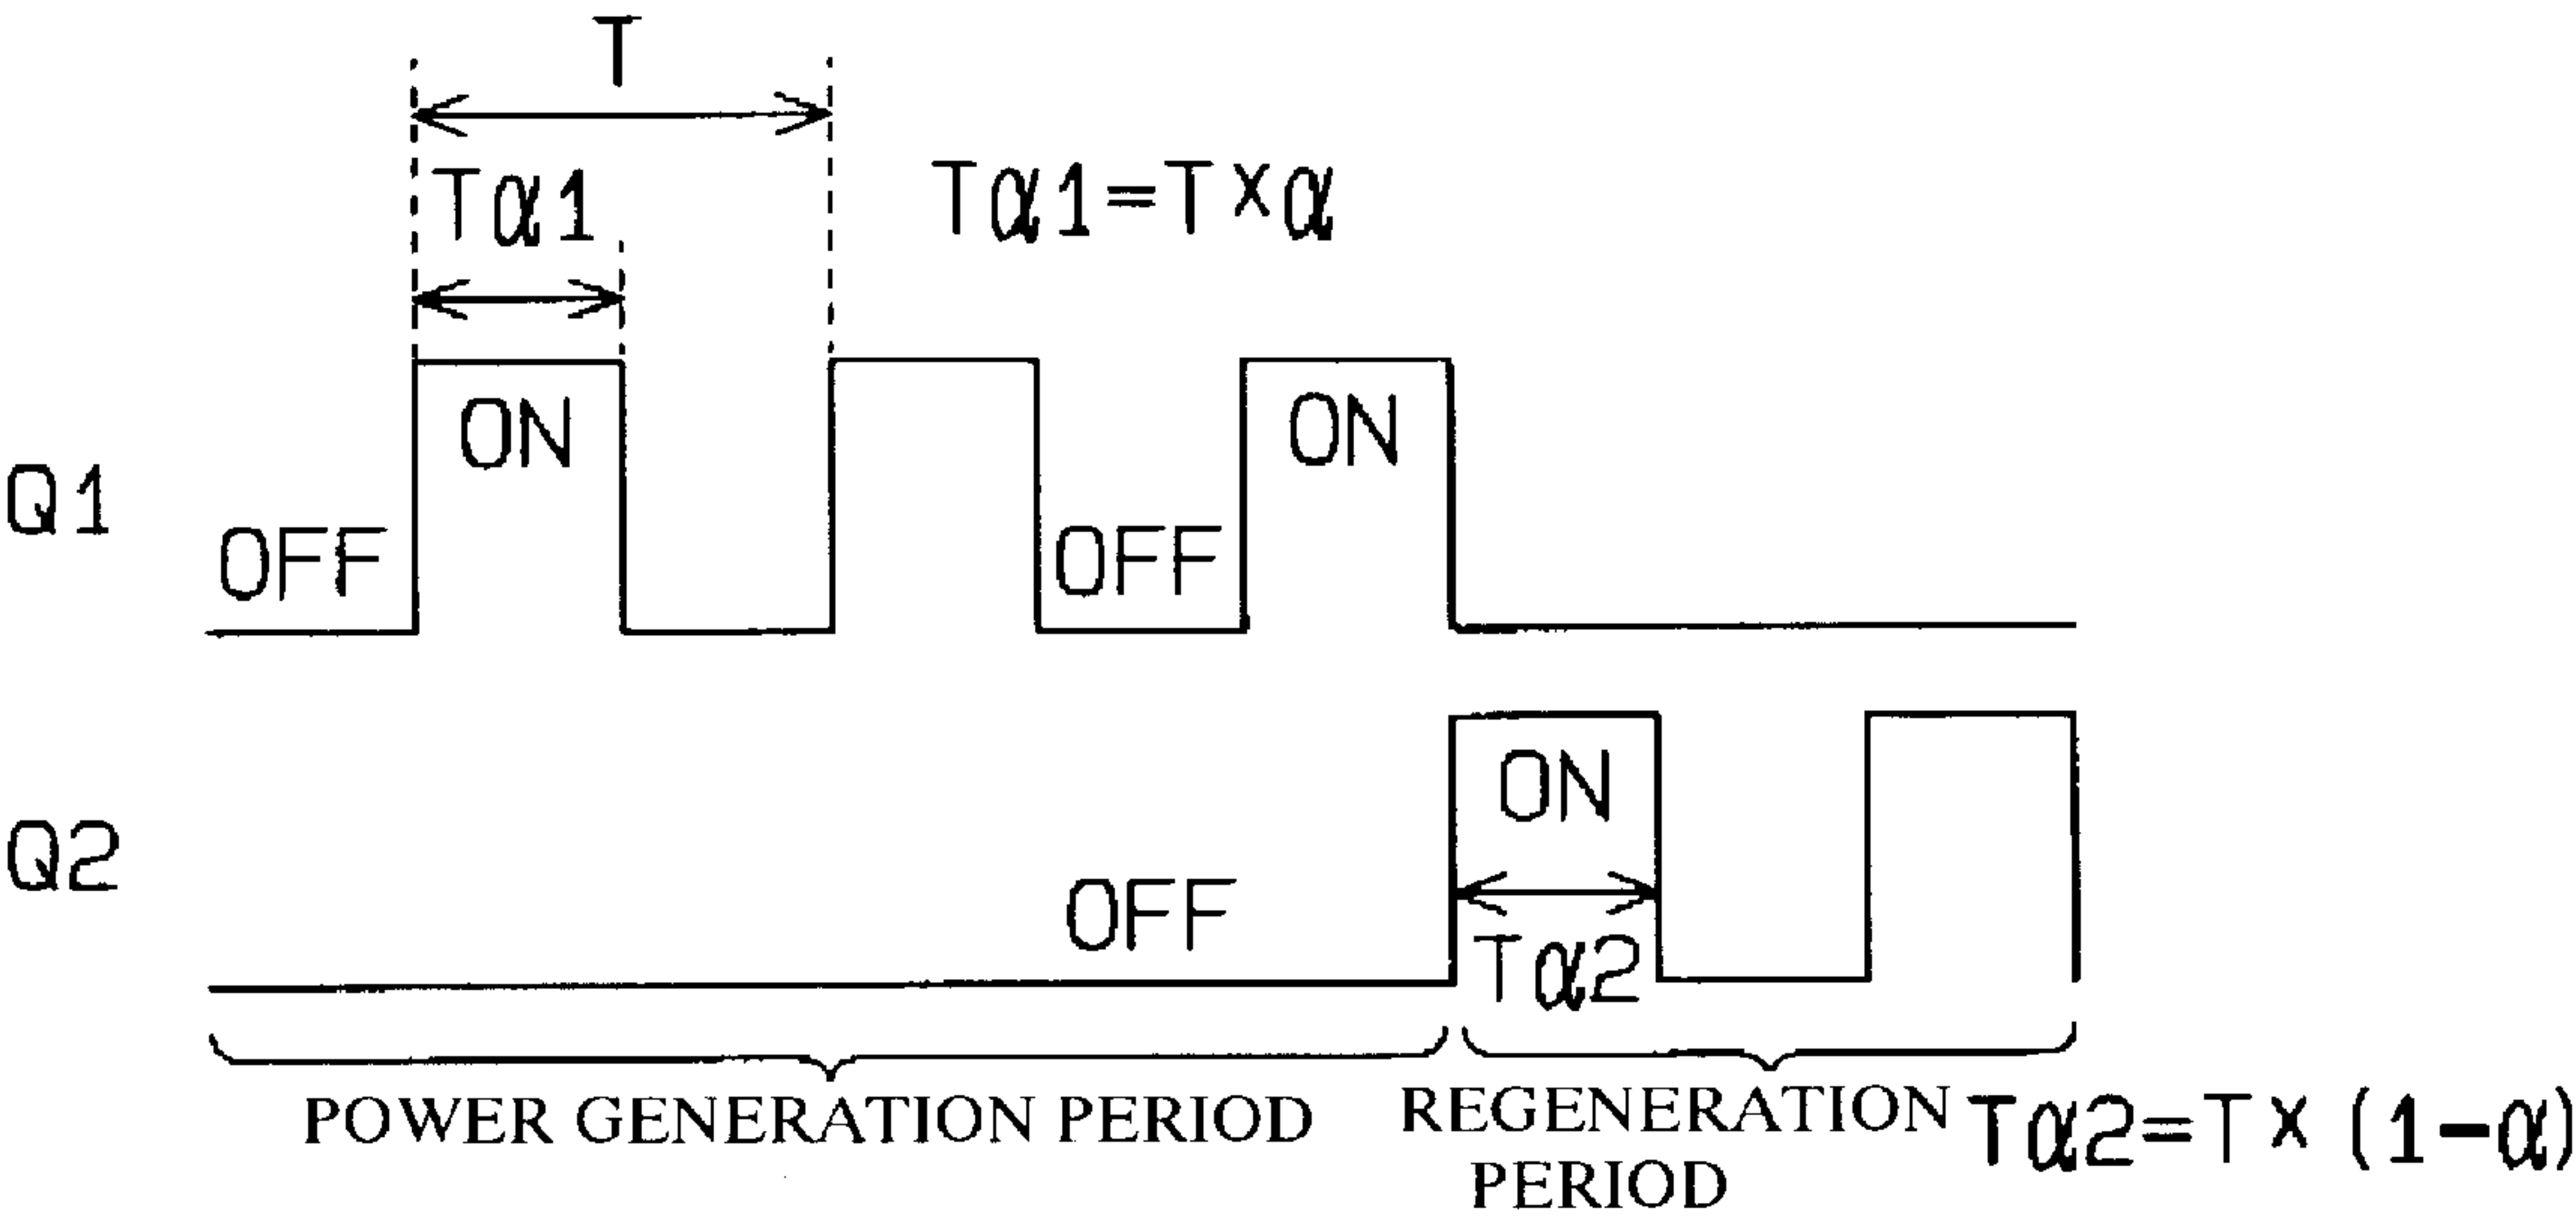 T
Tα1
Tα1=T×α
ON
ON
Q1
OFF
OFF
ON
Q2
OFF
Tα2
POWER GENERATION PERIOD
REGENERATION
PERIOD
Tα2=T×(1-α)